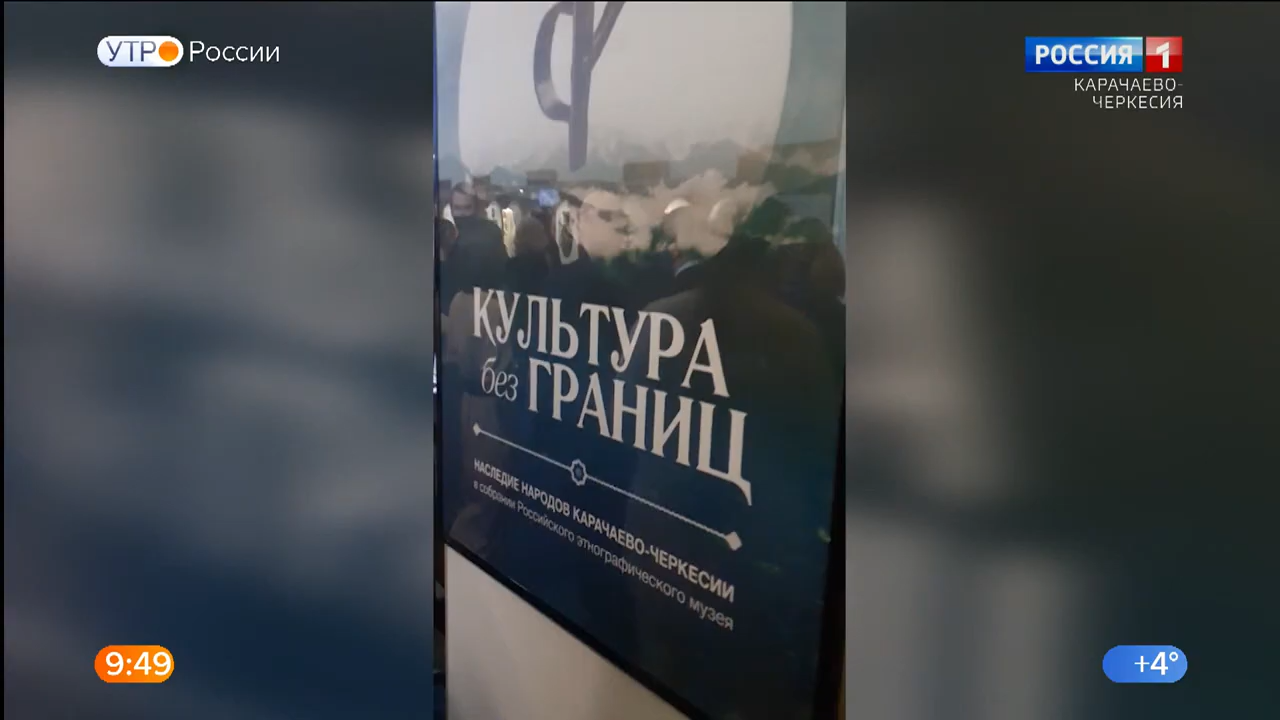 УТРО России
РОССИЯ 1
КАРАЧАЕВО-
ЧЕРКЕСИЯ
КУЛЬТУРА
без ГРАНИЦ
НАСЛЕДИЕ НАРОДОВ КАРАЧАЕВО-ЧЕРКЕСИИ
в собрании Российского этнографического музея
9:49
+4°